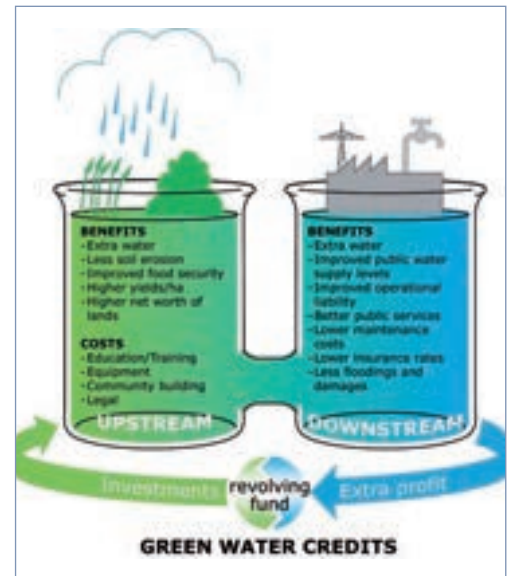 BENEFITS
-Extra water
-Less soil erosion
-Improved food security
-Higher yields/ha
-Higher net worth of
lands
COSTS
-Education/Training
-Equipment
-Community building
-Legal
UPSTREAM
BENEFITS
-Extra water
-Improved public water
supply levels
-Improved operational
liability
-Better public services
-Lower maintenance
costs
-Lower insurance rates
-Less floodings and
damages
DOWNSTREAM
Investments
revolving
fund
Extra profit
GREEN WATER CREDITS